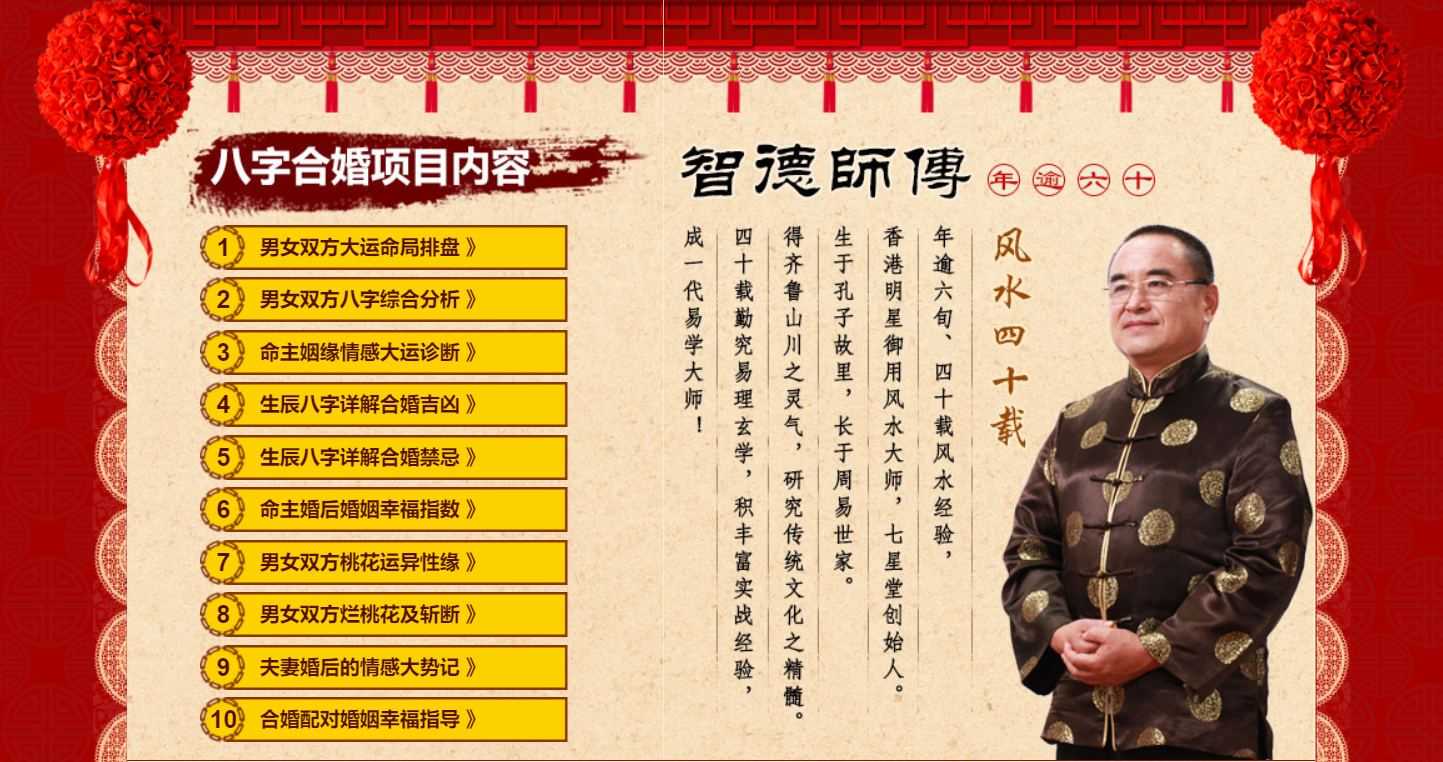 八字合婚项目内容
1 男女双方大运命局排盘 》
2 男女双方八字综合分析 》
3 命主姻缘情感大运诊断 》
4 生辰八字详解合婚吉凶 》
5 生辰八字详解合婚禁忌 》
6 命主婚后婚姻幸福指数 》
7 男女双方桃花运异性缘 》
8 男女双方烂桃花及斩断 》
9 夫妻婚后的情感大势记 》
10 合婚配对婚姻幸福指导 》
智德師傅
年逾六十
风水四十载
年逾六旬、四十载风水经验，
香港明星御用风水大师，七星堂创始人。
生于孔子故里，长于周易世家。
得齐鲁山川之灵气，研究传统文化之精髓。
四十载勤究易理玄学，积丰富实战经验，
成一代易学大师！